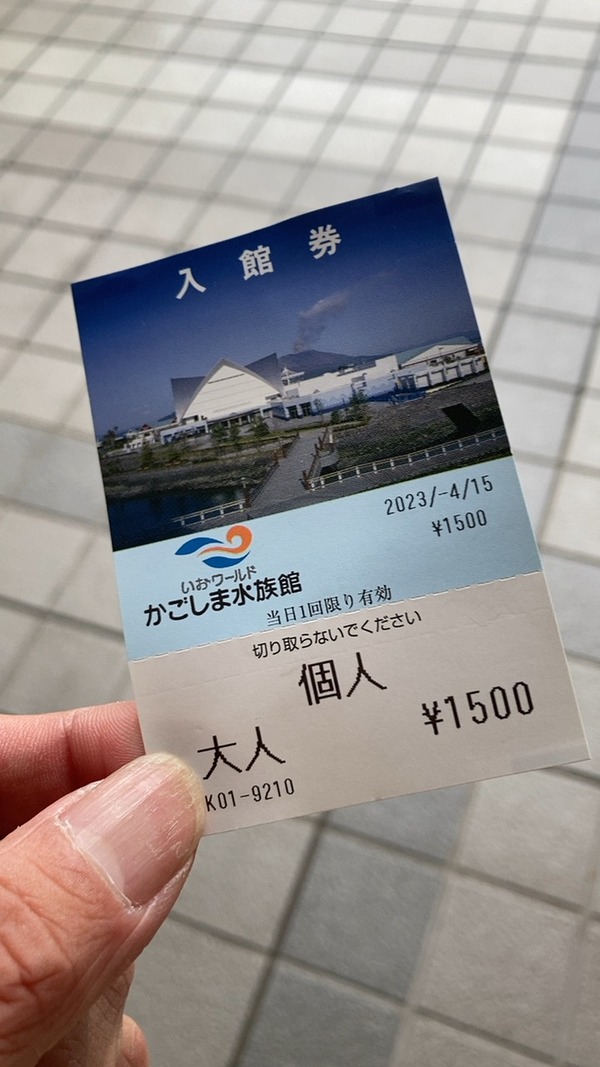 入館券
2023/-4/15
¥1500
いおワールド
かごしま水族館
当日1回限り有効
切り取らないでください
個人
大人
¥1500
K01-9210